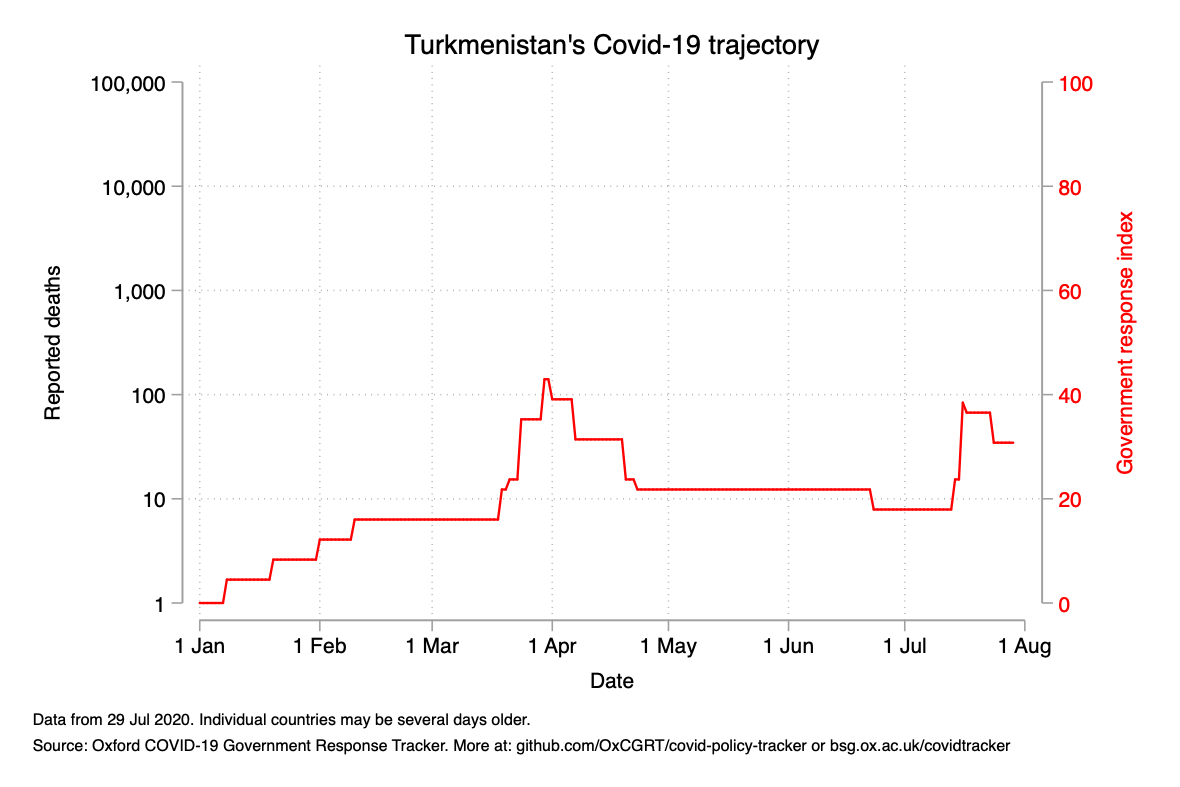 Turkmenistan's Covid-19 trajectory
100,000
10,000
1,000
100
10
1
Reported deaths
100
80
60
40
20
0
Government response index
1 Jan 1 Feb 1 Mar 1 Apr 1 May 1 Jun 1 Jul 1 Aug
Date
Data from 29 Jul 2020. Individual countries may be several days older.
Source: Oxford COVID-19 Government Response Tracker. More at: github.com/OxCGRT/covid-policy-tracker or bsg.ox.ac.uk/covidtracker